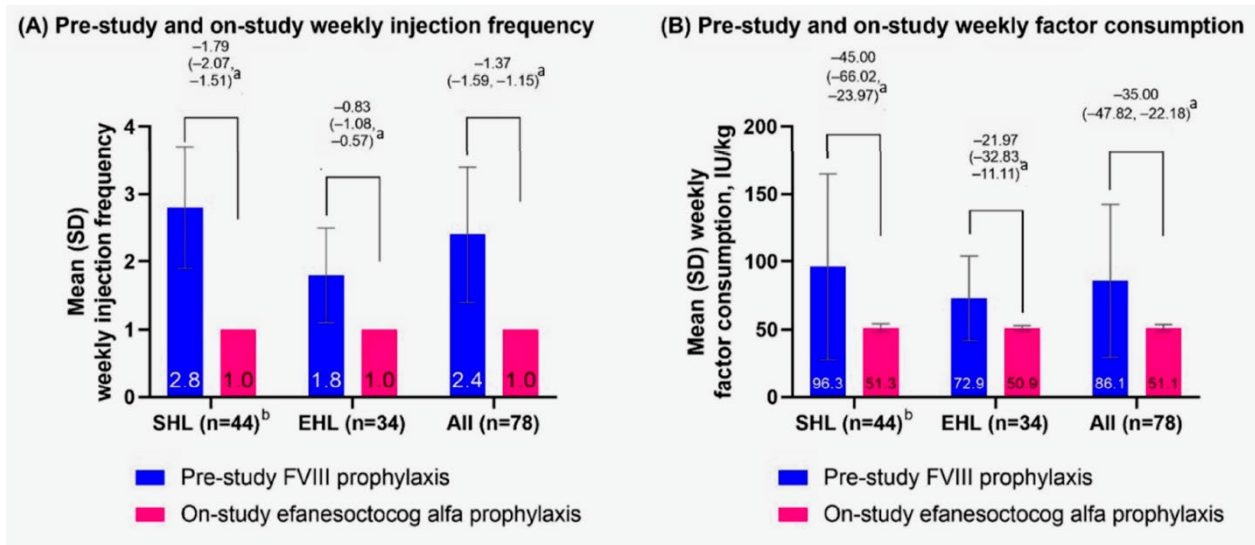 (A) Pre-study and on-study weekly injection frequency
–1.79
(–2.07,
–1.51)a
–0.83
(–1.08,
–0.57)a
–1.37
(–1.59, –1.15)a
Mean (SD)
weekly injection frequency
4
3
2
1
0
2.8
1.0
1.8
1.0
2.4
1.0
SHL (n=44)b
EHL (n=34)
All (n=78)
Pre-study FVIII prophylaxis
On-study efanesoctocog alfa prophylaxis
(B) Pre-study and on-study weekly factor consumption
–45.00
(–66.02,
–23.97)a
–21.97
(–32.83,
–11.11)a
–35.00
(–47.82, –22.18)a
Mean (SD) weekly
factor consumption, IU/kg
200
150
100
50
0
96.3
51.3
72.9
50.9
86.1
51.1
SHL (n=44)b
EHL (n=34)
All (n=78)
Pre-study FVIII prophylaxis
On-study efanesoctocog alfa prophylaxis